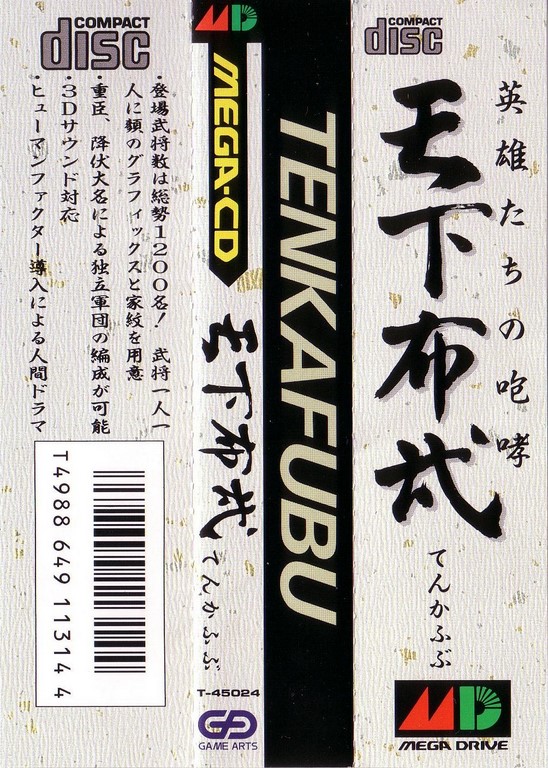 COMPACT
disc
英雄たちの咆哮
天下布武
てんかふぶ
MD
MEGA DRIVE
TENKAFUBU
MD
MEGA-CD
天下布武
てんかふぶ
T-45024
GAME ARTS
COMPACT
disc
・登場武将数は総勢1200名! 武将一人一
人に顔のグラフィックスと家紋を用意
・重臣、降伏大名による独立軍団の編成が可能
・3Dサウンド対応
・ヒューマンファクター導入による人間ドラマ
T4988 649 11314 4